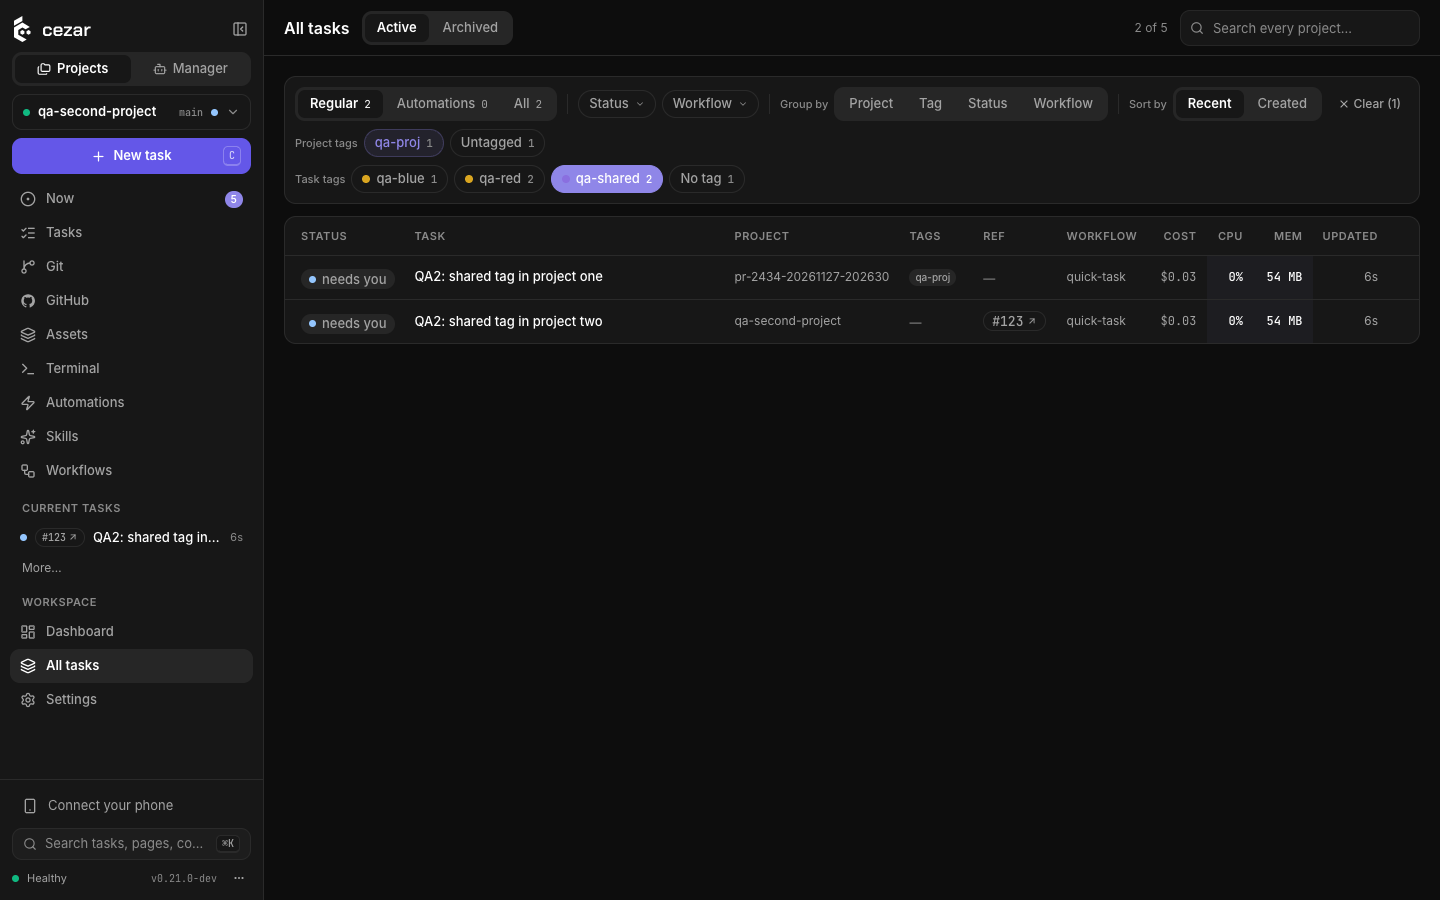 cezar
Projects
Manager
qa-second-project main
New task C
Now 5
Tasks
Git
GitHub
Assets
Terminal
Automations
Skills
Workflows
CURRENT TASKS
#123 ↗ QA2: shared tag in... 6s
More...
WORKSPACE
Dashboard
All tasks
Settings
Connect your phone
Search tasks, pages, co... ⌘K
Healthy v0.21.0-dev ···
All tasks Active Archived 2 of 5 Search every project...
Regular 2 Automations 0 All 2 Status Workflow Group by Project Tag Status Workflow Sort by Recent Created × Clear (1)
Project tags qa-proj 1 Untagged 1
Task tags qa-blue 1 qa-red 2 qa-shared 2 No tag 1
STATUS TASK PROJECT TAGS REF WORKFLOW COST CPU MEM UPDATED
needs you QA2: shared tag in project one pr-2434-20261127-202630 qa-proj — quick-task $0.03 0% 54 MB 6s
needs you QA2: shared tag in project two qa-second-project — #123 ↗ quick-task $0.03 0% 54 MB 6s